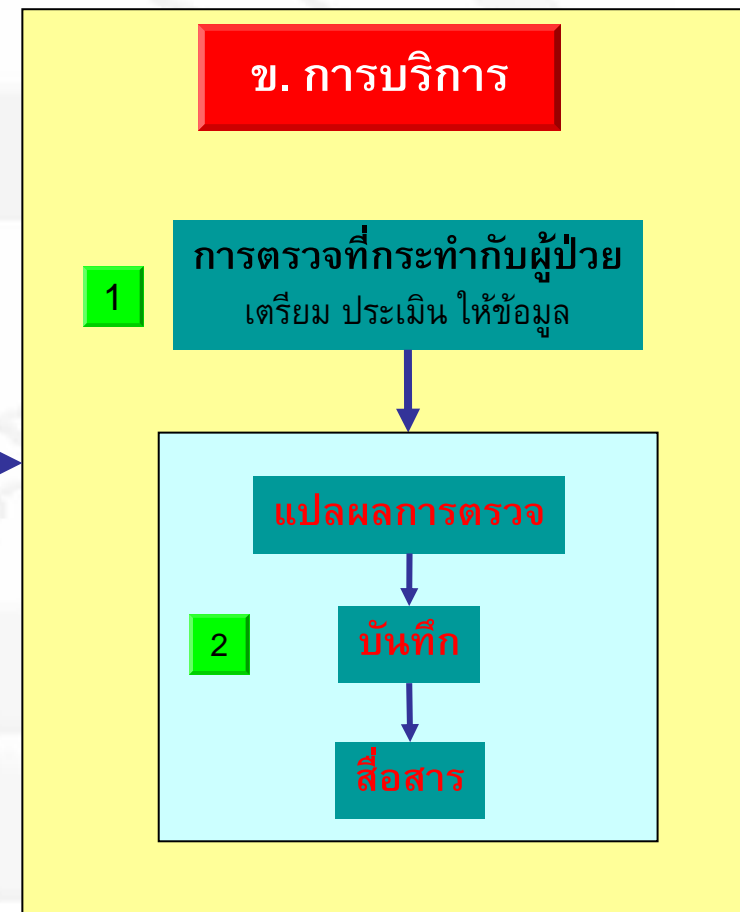 ข. การบริการ
การตรวจที่กระทำกับผู้ป่วย
1
เตรียม ประเมิน ให้ข้อมูล
แปลผลการตรวจ
2
บันทึก
สื่อสาร